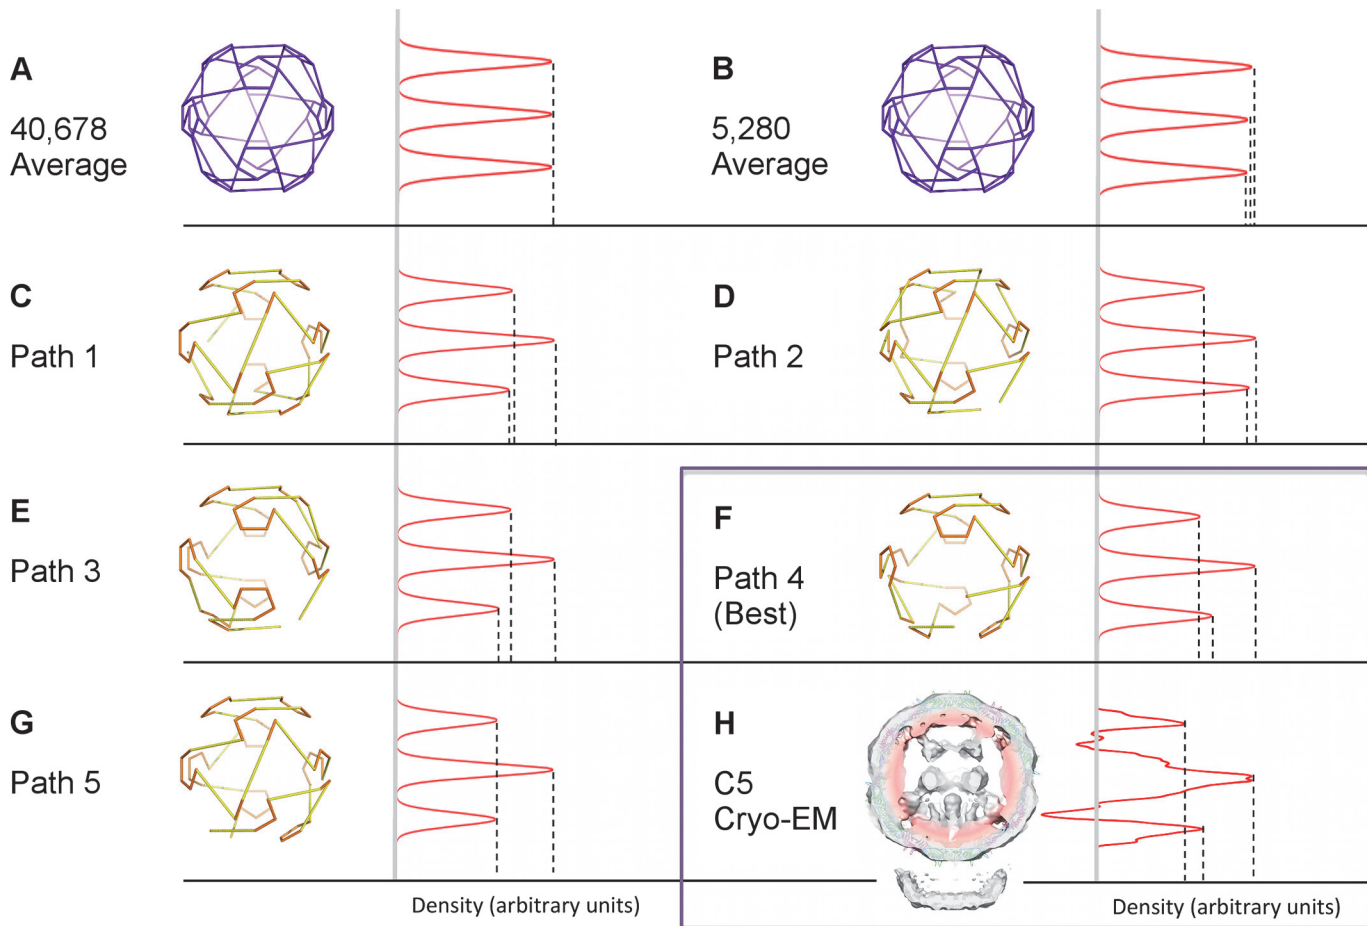 A
40,678
Average
B
5,280
Average
C
Path 1
D
Path 2
E
Path 3
F
Path 4
(Best)
G
Path 5
H
C5
Cryo-EM
Density (arbitrary units)
Density (arbitrary units)